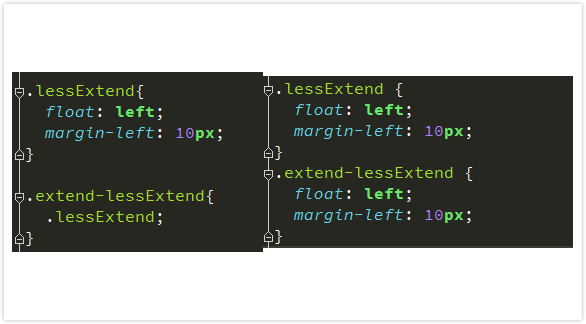 .lessExtend{
float: left;
margin-left: 10px;
}
.extend-lessExtend{
.lessExtend;
}
.lessExtend {
float: left;
margin-left: 10px;
}
.extend-lessExtend {
float: left;
margin-left: 10px;
}